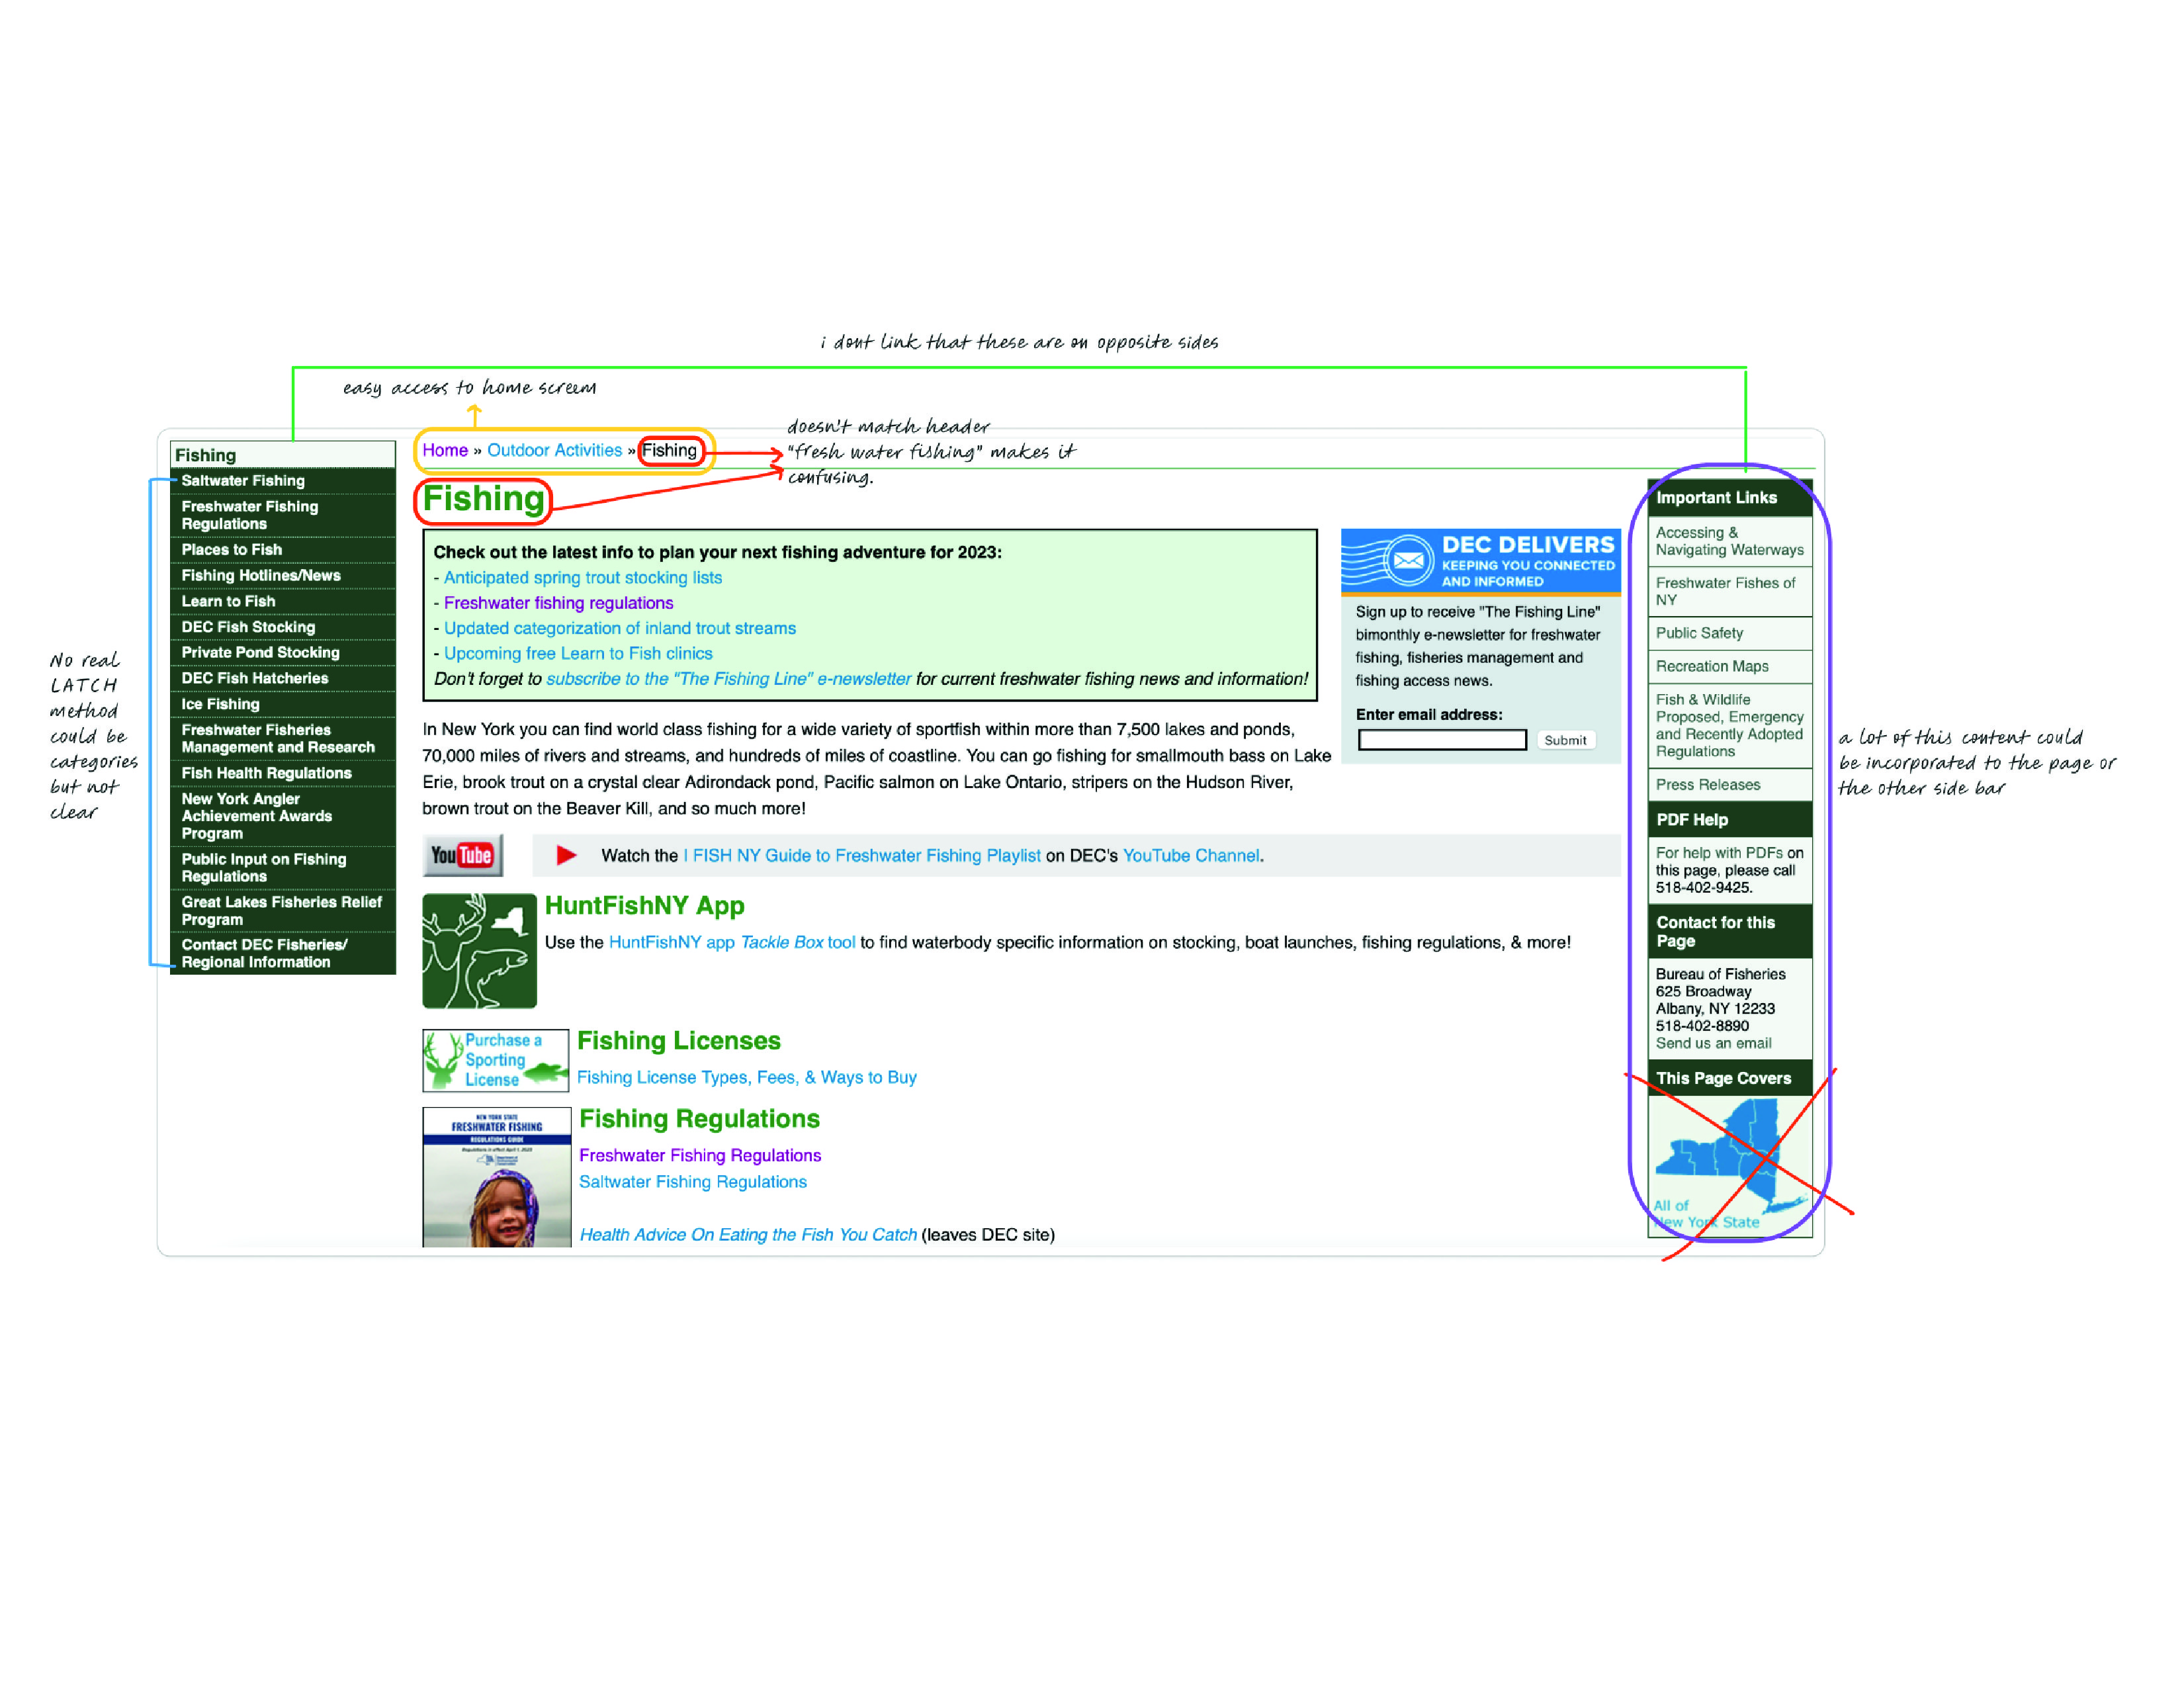 i dont link that these are on opposite sides
easy access to home screem
doesn't match header
"fresh water fishing" makes it
confusing.
Home » Outdoor Activities » Fishing
Fishing
Saltwater Fishing
Freshwater Fishing
Regulations
Places to Fish
Fishing Hotlines/News
Learn to Fish
DEC Fish Stocking
Private Pond Stocking
DEC Fish Hatcheries
Ice Fishing
Freshwater Fisheries
Management and Research
Fish Health Regulations
New York Angler
Achievement Awards
Program
Public Input on Fishing
Regulations
Great Lakes Fisheries Relief
Program
Contact DEC Fisheries/
Regional Information
No real
LATCH
method
could be
categories
but not
clear
Fishing
Check out the latest info to plan your next fishing adventure for 2023:
- Anticipated spring trout stocking lists
- Freshwater fishing regulations
- Updated categorization of inland trout streams
- Upcoming free Learn to Fish clinics
Don't forget to subscribe to the "The Fishing Line" e-newsletter for current freshwater fishing news and information!
DEC DELIVERS
KEEPING YOU CONNECTED
AND INFORMED
Sign up to receive "The Fishing Line"
bimonthly e-newsletter for freshwater
fishing, fisheries management and
fishing access news.
Enter email address:
Submit
In New York you can find world class fishing for a wide variety of sportfish within more than 7,500 lakes and ponds,
70,000 miles of rivers and streams, and hundreds of miles of coastline. You can go fishing for smallmouth bass on Lake
Erie, brook trout on a crystal clear Adirondack pond, Pacific salmon on Lake Ontario, stripers on the Hudson River,
brown trout on the Beaver Kill, and so much more!
YouTube
Watch the I FISH NY Guide to Freshwater Fishing Playlist on DEC's YouTube Channel.
HuntFishNY App
Use the HuntFishNY app Tackle Box tool to find waterbody specific information on stocking, boat launches, fishing regulations, & more!
Purchase a
Sporting
License
Fishing Licenses
Fishing License Types, Fees, & Ways to Buy
NEW YORK STATE
FRESHWATER FISHING
REGULATIONS GUIDE
Regulations in effect April 1, 2023
Fishing Regulations
Freshwater Fishing Regulations
Saltwater Fishing Regulations
Health Advice On Eating the Fish You Catch (leaves DEC site)
Important Links
Accessing &
Navigating Waterways
Freshwater Fishes of
NY
Public Safety
Recreation Maps
Fish & Wildlife
Proposed, Emergency
and Recently Adopted
Regulations
Press Releases
PDF Help
For help with PDFs on
this page, please call
518-402-9425.
Contact for this
Page
Bureau of Fisheries
625 Broadway
Albany, NY 12233
518-402-8890
Send us an email
This Page Covers
All of
New York State
a lot of this content could
be incorporated to the page or
the other side bar